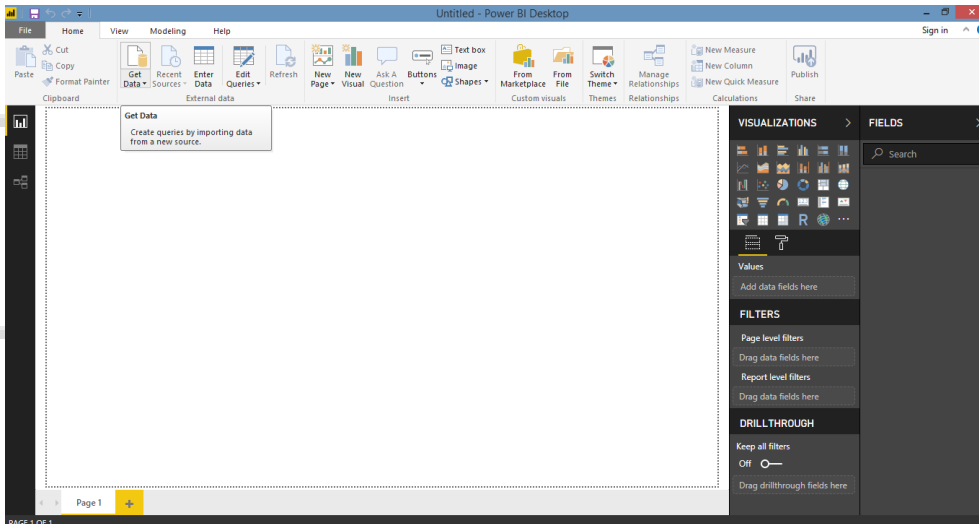 Untitled - Power BI Desktop
File Home View Modeling Help Sign in
Paste
Cut
Copy
Format Painter
Clipboard
Get Data
Recent Sources
Enter Data
Edit Queries
Refresh
External data
New Page
New Visual
Ask A Question
Buttons
Text box
Image
Shapes
Insert
From Marketplace
From File
Custom visuals
Switch Theme
Themes
Manage Relationships
Relationships
New Measure
New Column
New Quick Measure
Calculations
Publish
Share
Get Data
Create queries by importing data
from a new source.
VISUALIZATIONS
R
Values
Add data fields here
FILTERS
Page level filters
Drag data fields here
Report level filters
Drag data fields here
DRILLTHROUGH
Keep all filters
Off
Drag drillthrough fields here
FIELDS
Search
Page 1
PAGE 1 OF 1